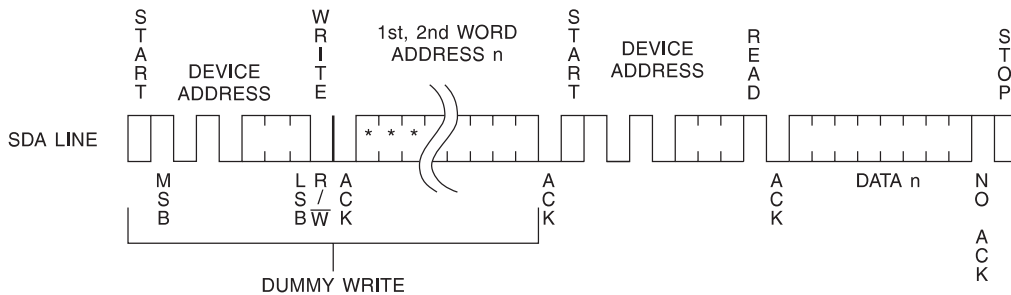 START
WRITE
1st, 2nd WORD
ADDRESS n
START
READ
STOP
DEVICE
ADDRESS
DEVICE
ADDRESS
SDA LINE
* * *
MSB
LSB
R/W̅
ACK
ACK
ACK
DATA n
NO ACK
DUMMY WRITE